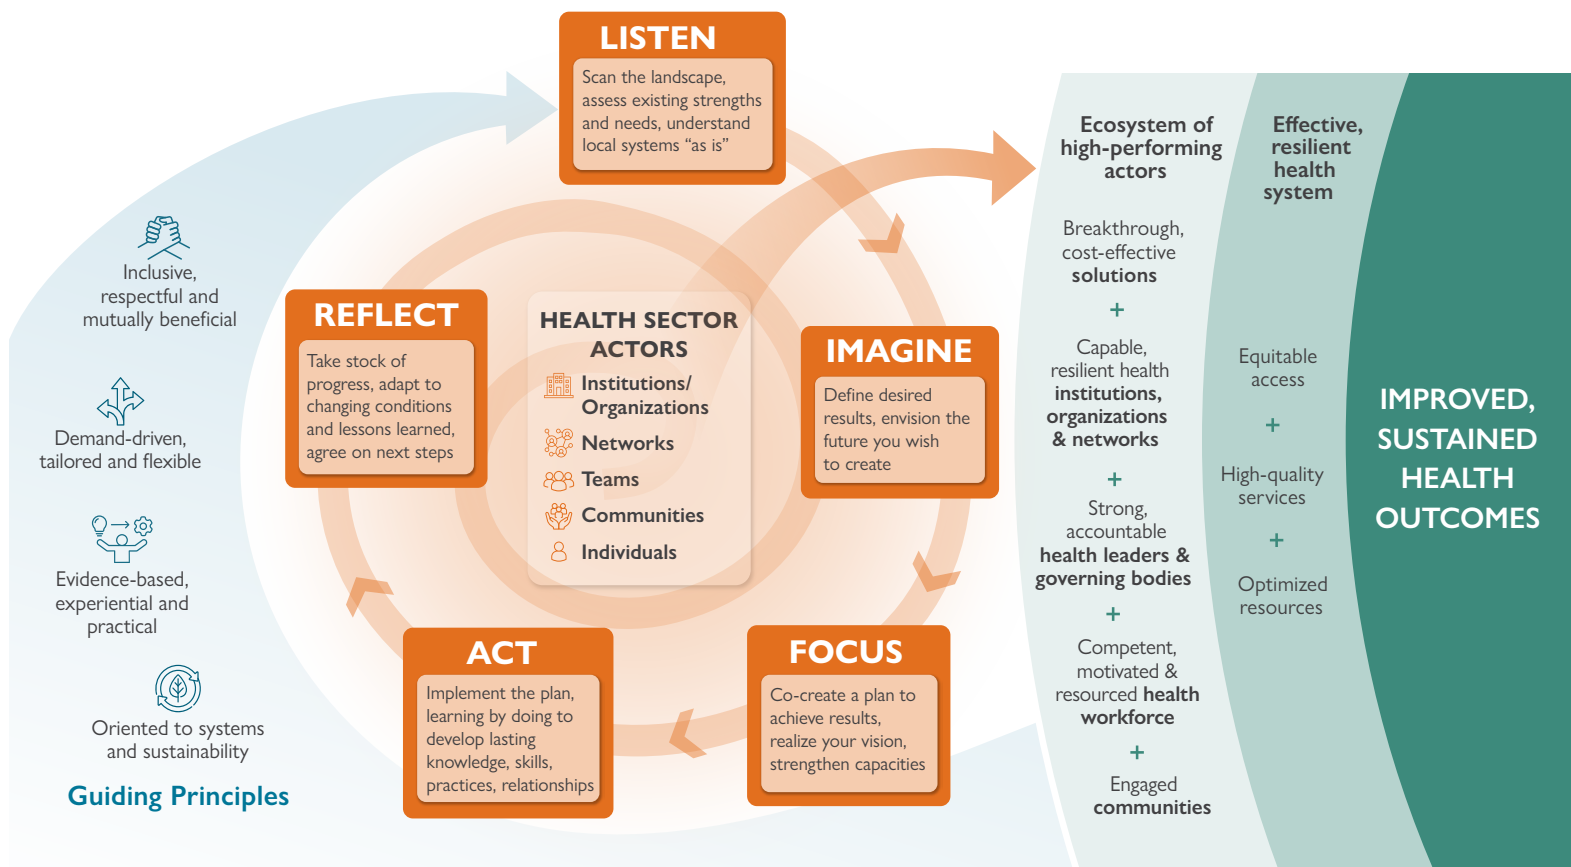 LISTEN
Scan the landscape,
assess existing strengths
and needs, understand
local systems “as is”
IMAGINE
Define desired
results, envision the
future you wish
to create
FOCUS
Co-create a plan to
achieve results,
realize your vision,
strengthen capacities
ACT
Implement the plan,
learning by doing to
develop lasting
knowledge, skills,
practices, relationships
REFLECT
Take stock of
progress, adapt to
changing conditions
and lessons learned,
agree on next steps
HEALTH SECTOR
ACTORS
Institutions/
Organizations
Networks
Teams
Communities
Individuals
Inclusive,
respectful and
mutually beneficial
Demand-driven,
tailored and flexible
Evidence-based,
experiential and
practical
Oriented to systems
and sustainability
Guiding Principles
Ecosystem of
high-performing
actors
Breakthrough,
cost-effective
solutions
+
Capable,
resilient health
institutions,
organizations
& networks
+
Strong,
accountable
health leaders &
governing bodies
+
Competent,
motivated &
resourced health
workforce
+
Engaged
communities
Effective,
resilient
health
system
Equitable
access
+
High-quality
services
+
Optimized
resources
IMPROVED,
SUSTAINED
HEALTH
OUTCOMES